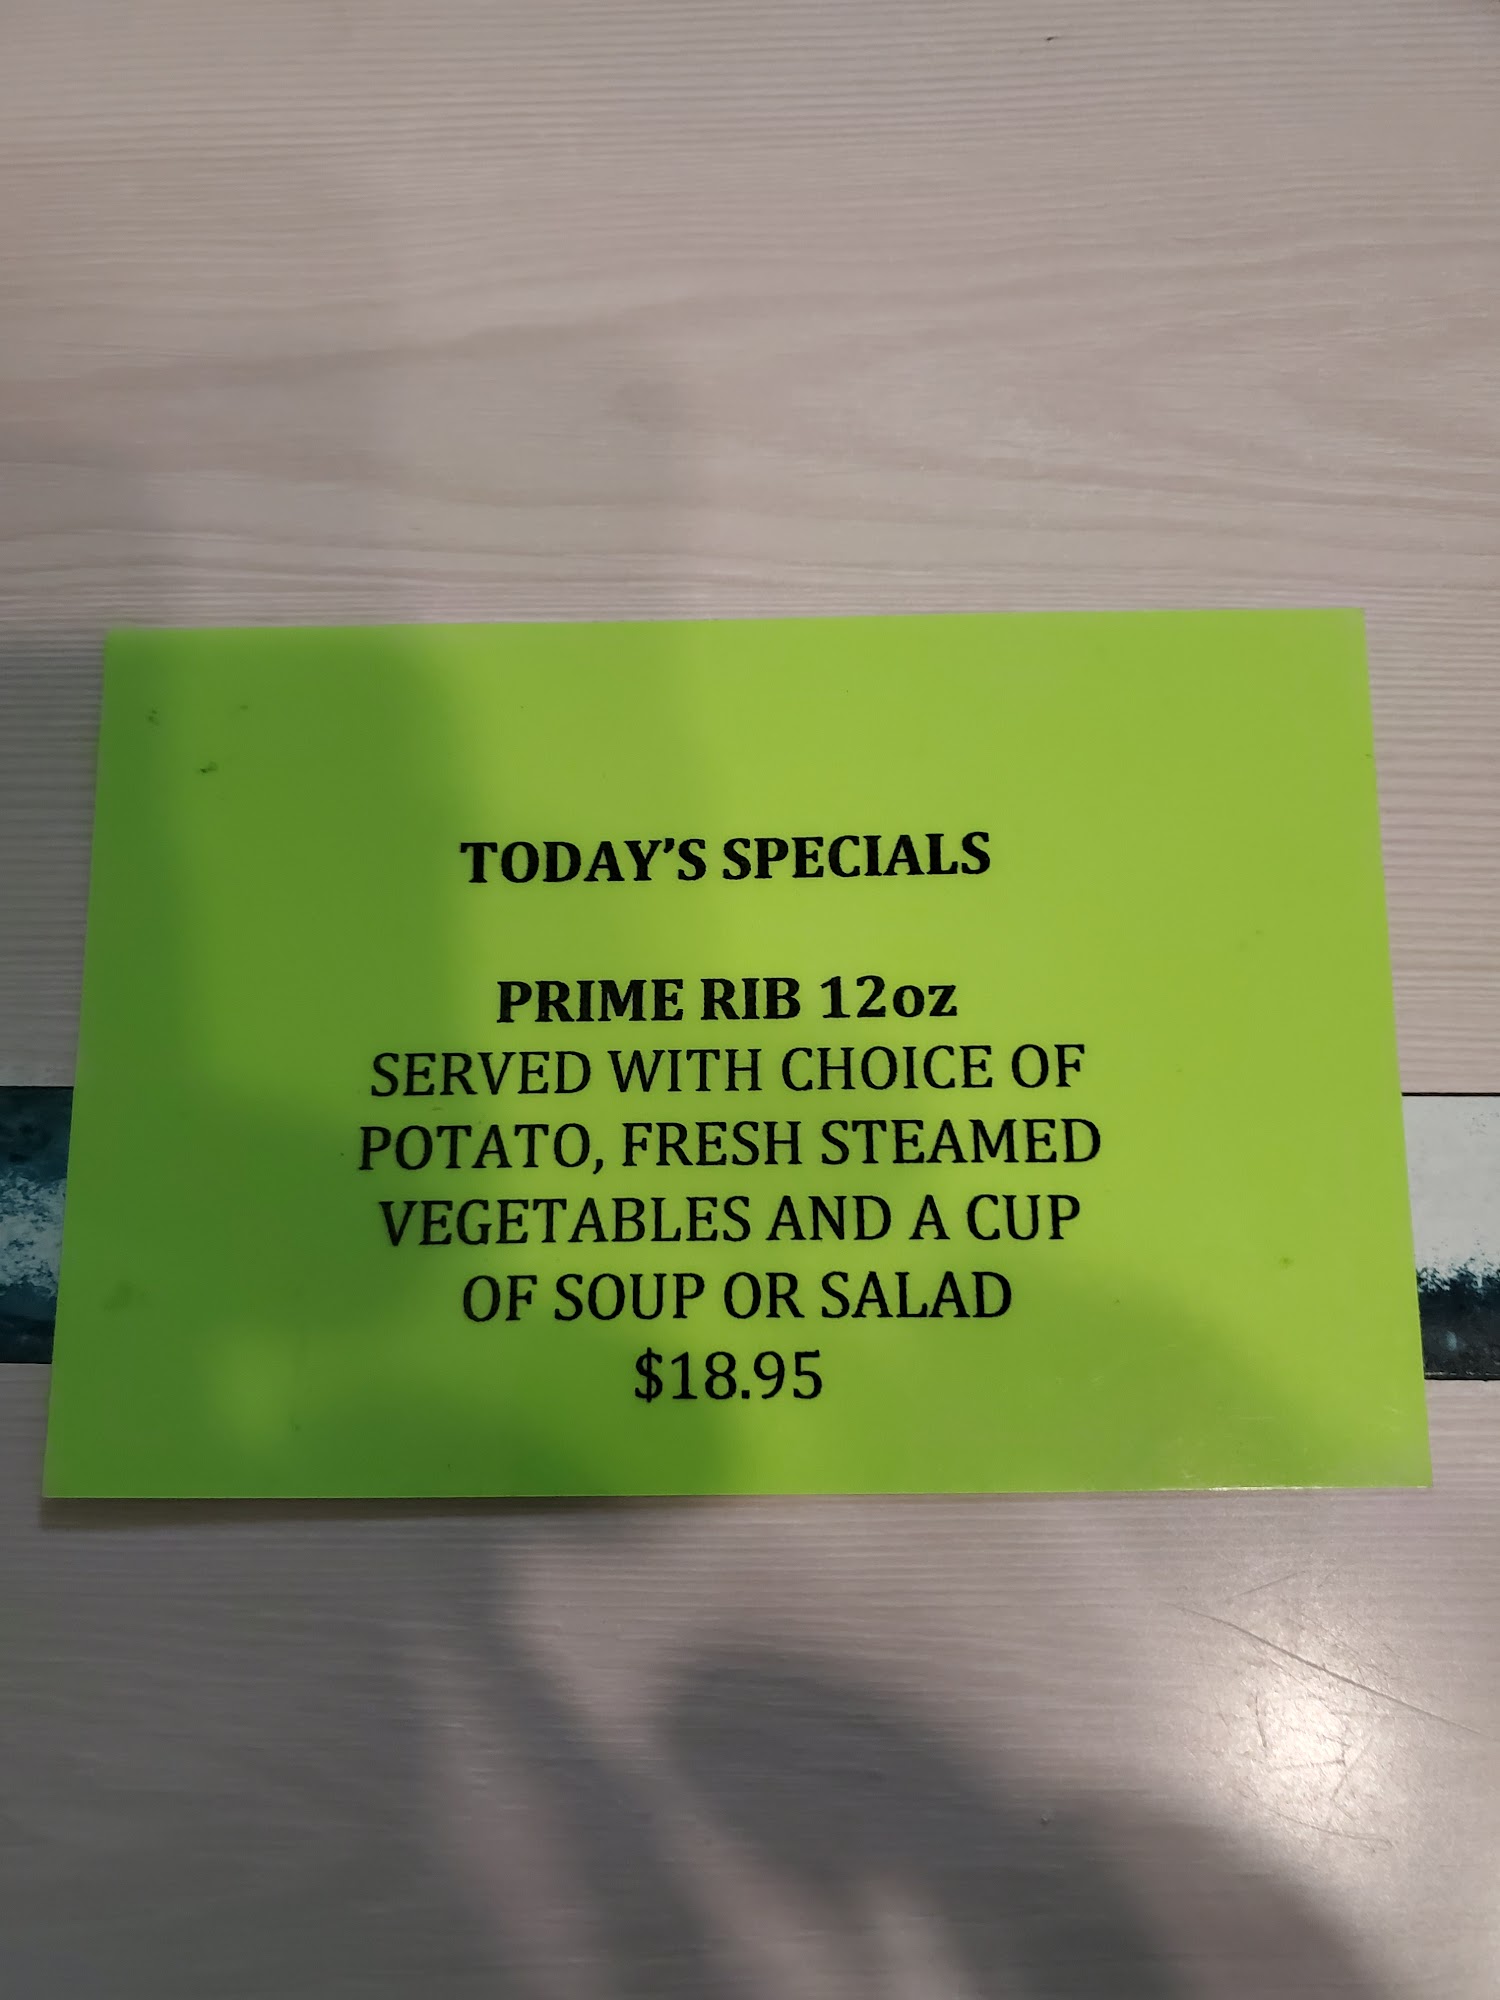 TODAY’S SPECIALS
PRIME RIB 12oz
SERVED WITH CHOICE OF
POTATO, FRESH STEAMED
VEGETABLES AND A CUP
OF SOUP OR SALAD
$18.95